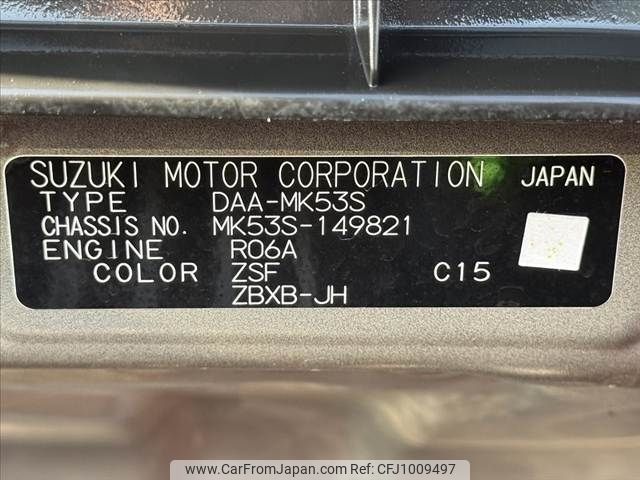 SUZUKI MOTOR CORPORATION JAPAN
TYPE DAA-MK53S
CHASSIS NO. MK53S-149821
ENGINE R06A
COLOR ZSF C15
ZBXB-JH
www.CarFromJapan.com | Ref. CFJ1009497